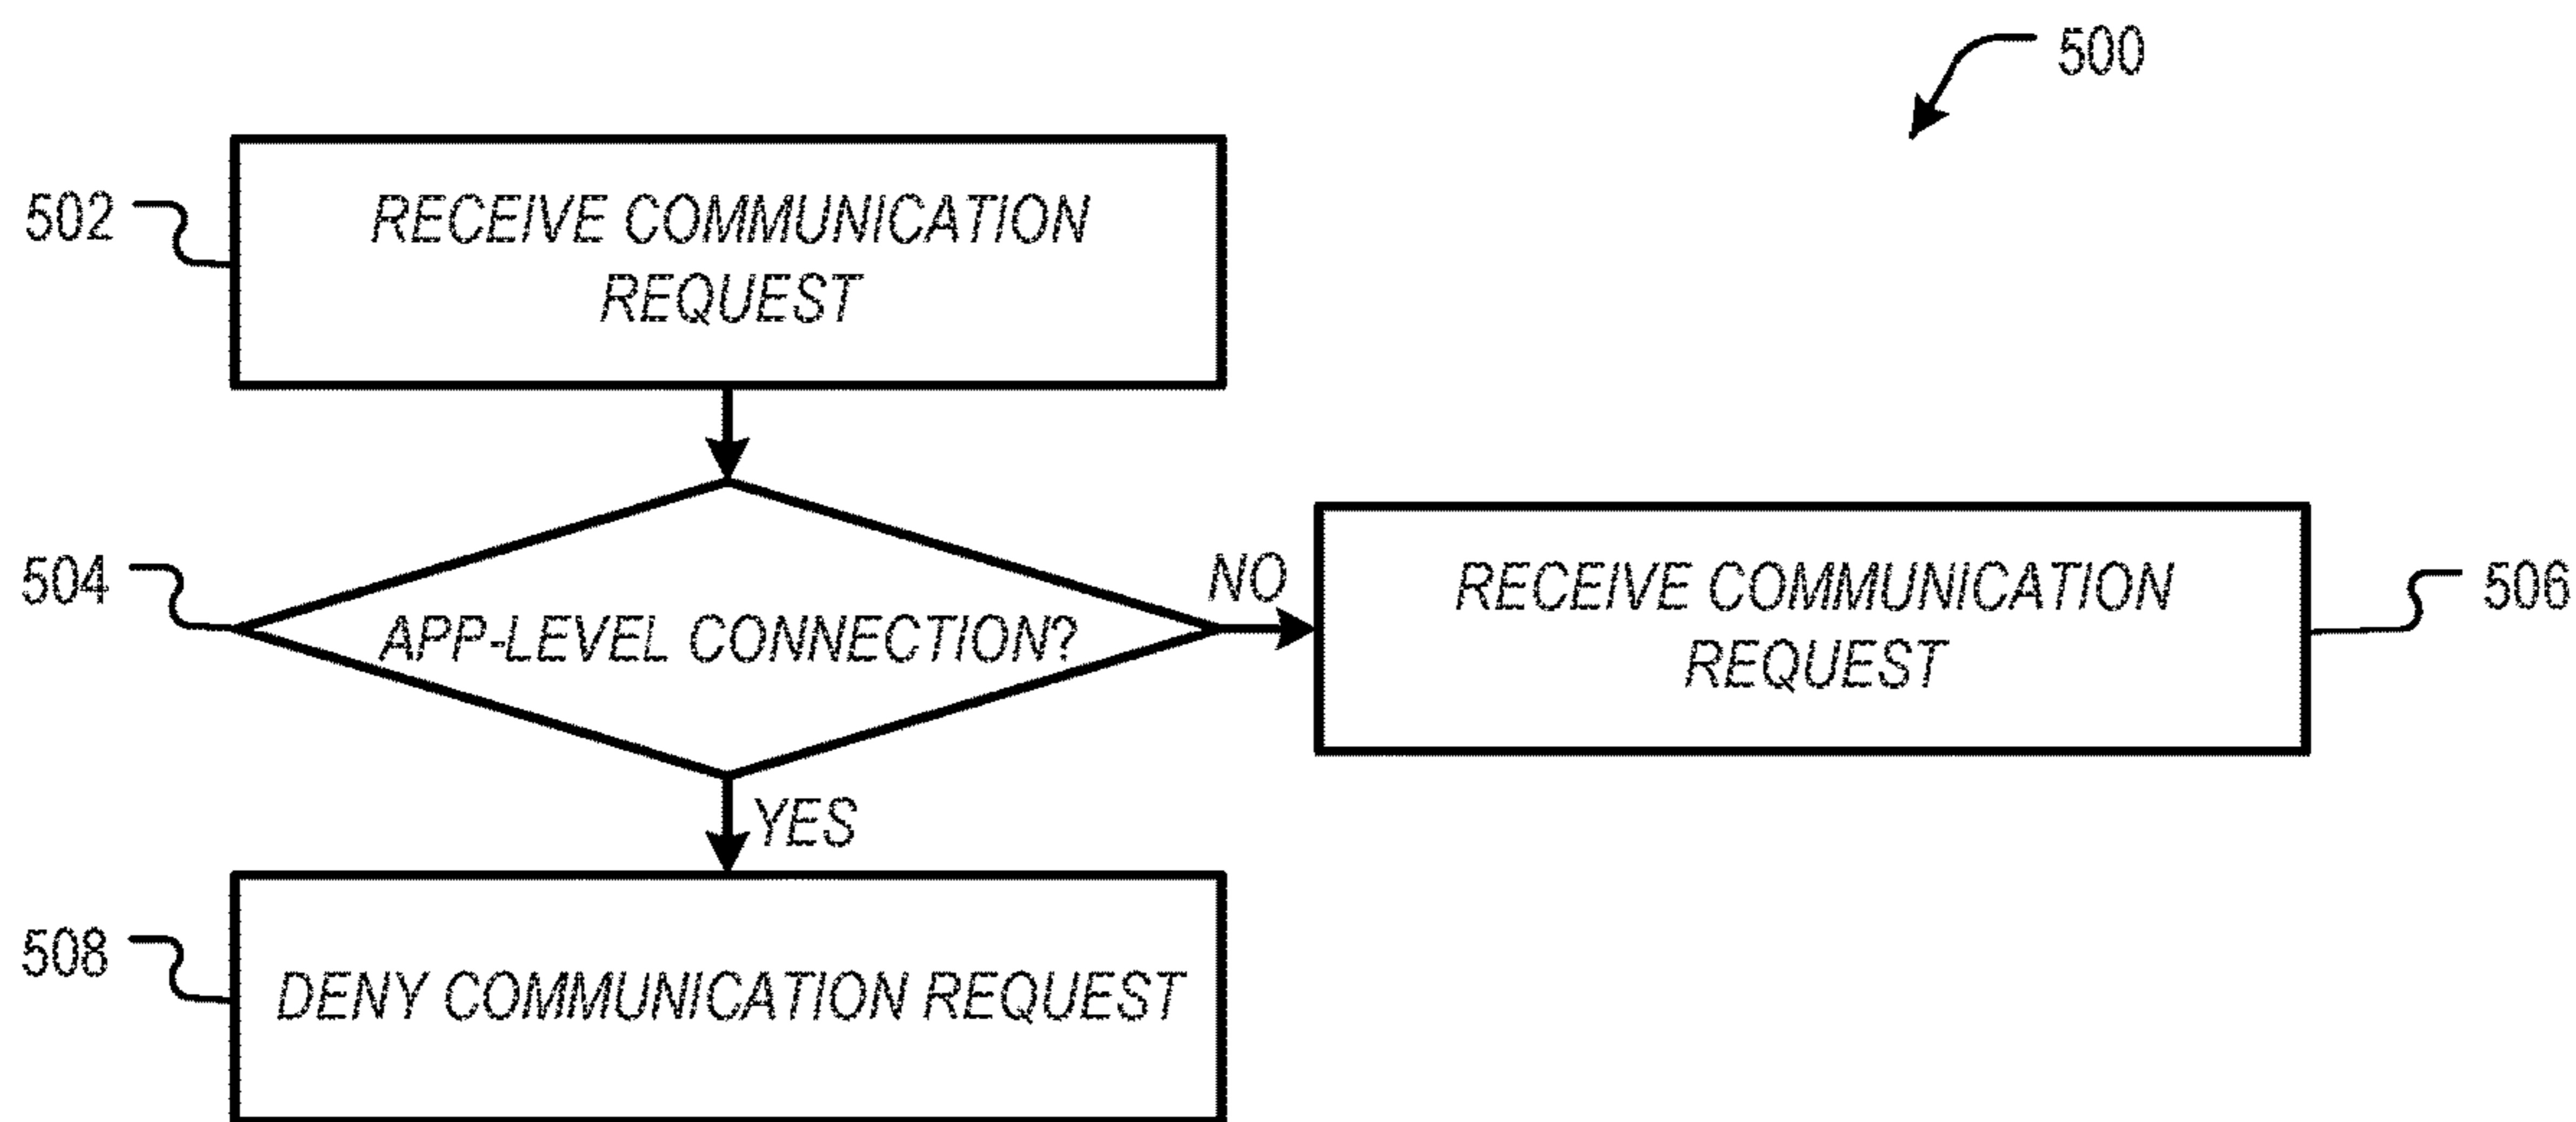 500
502
RECEIVE COMMUNICATION
REQUEST
504
APP-LEVEL CONNECTION?
NO
RECEIVE COMMUNICATION
REQUEST
506
YES
508
DENY COMMUNICATION REQUEST